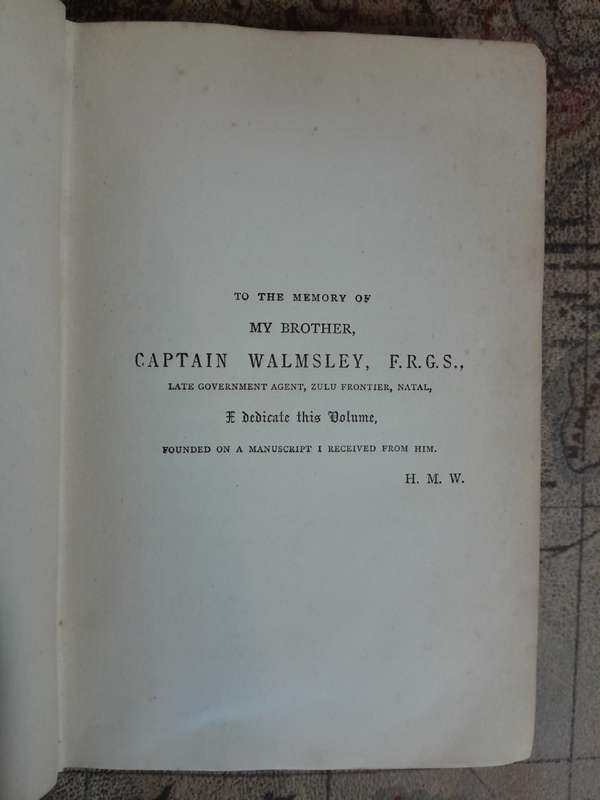 TO THE MEMORY OF
MY BROTHER,
CAPTAIN WALMSLEY, F.R.G.S.,
LATE GOVERNMENT AGENT, ZULU FRONTIER, NATAL,
I dedicate this Volume,
FOUNDED ON A MANUSCRIPT I RECEIVED FROM HIM.
H. M. W.